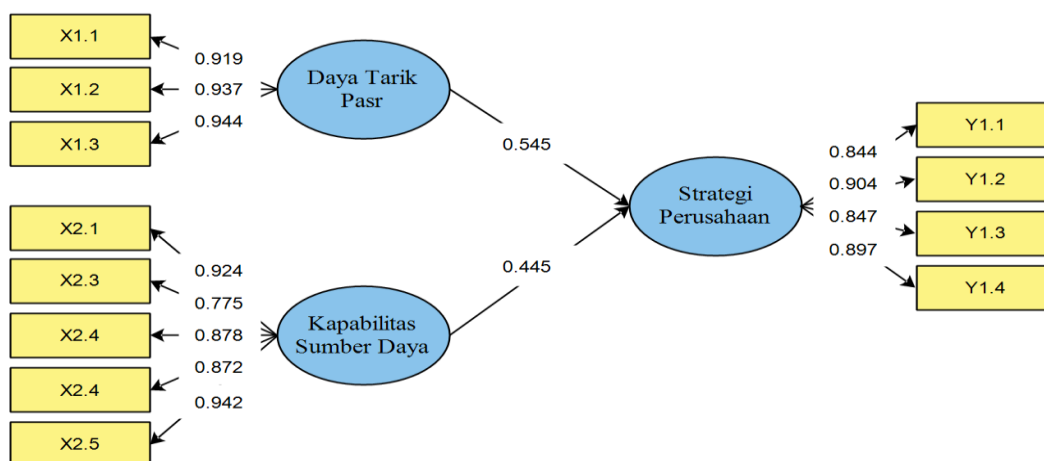 X1.1
X1.2
X1.3
0.919
0.937
0.944
Daya Tarik
Pasr
0.545
X2.1
X2.3
X2.4
X2.4
X2.5
0.924
0.775
0.878
0.872
0.942
Kapabilitas
Sumber Daya
0.445
Strategi
Perusahaan
0.844
0.904
0.847
0.897
Y1.1
Y1.2
Y1.3
Y1.4